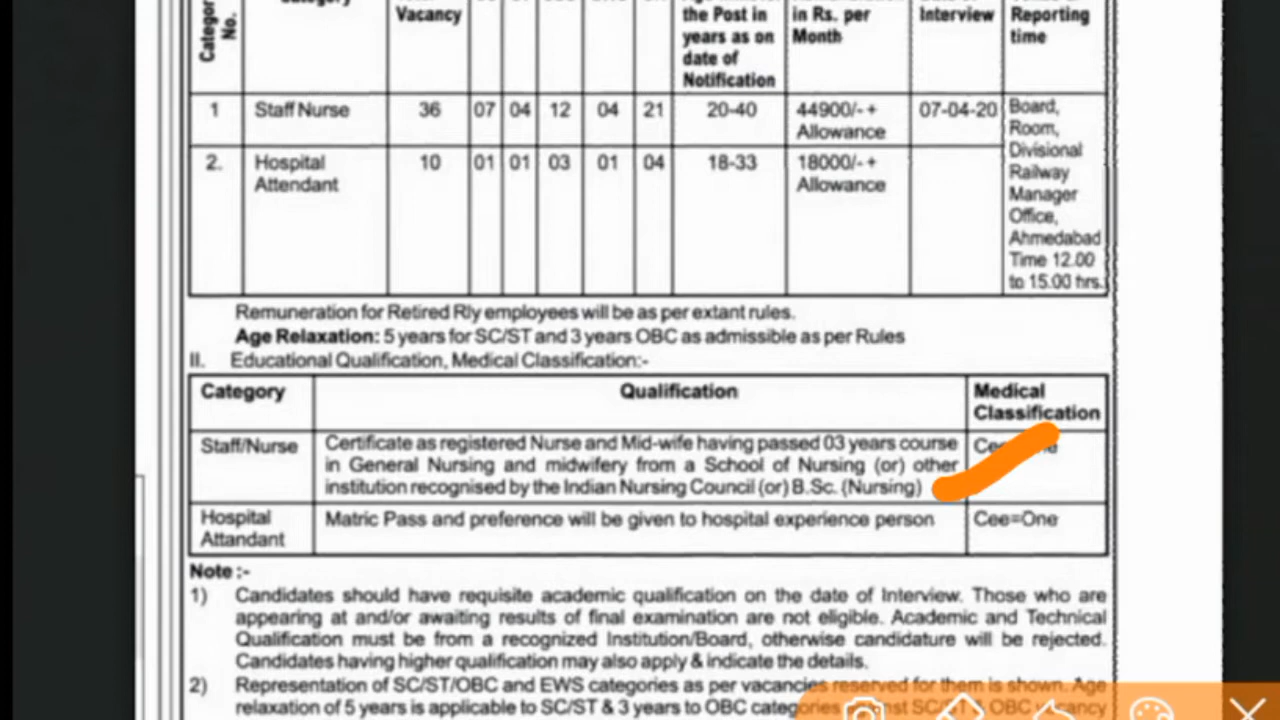 Category No.
Vacancy
the Post in years as on date of Notification
in Rs. per Month
Interview
Reporting time
1 Staff Nurse 36 07 04 12 04 21 20-40 44900/-+ Allowance 07-04-20
2. Hospital Attendant 10 01 01 03 01 04 18-33 18000/-+ Allowance
Board,
Room,
Divisional
Railway
Manager
Office,
Ahmedabad
Time 12.00
to 15.00 hrs.
Remuneration for Retired Rly employees will be as per extant rules.
Age Relaxation: 5 years for SC/ST and 3 years OBC as admissible as per Rules
II. Educational Qualification, Medical Classification:-
Category Qualification Medical Classification
Staff/Nurse Certificate as registered Nurse and Mid-wife having passed 03 years course
in General Nursing and midwifery from a School of Nursing (or) other
institution recognised by the Indian Nursing Council (or) B.Sc. (Nursing)
Hospital Attandant Matric Pass and preference will be given to hospital experience person Cee=One
Note :-
1) Candidates should have requisite academic qualification on the date of Interview. Those who are
appearing at and/or awaiting results of final examination are not eligible. Academic and Technical
Qualification must be from a recognized Institution/Board, otherwise candidature will be rejected.
Candidates having higher qualification may also apply & indicate the details.
2) Representation of SC/ST/OBC and EWS categories as per vacancies reserved for them is shown. Age
relaxation of 5 years is applicable to SC/ST & 3 years to OBC SC/ST & OBC vacancy